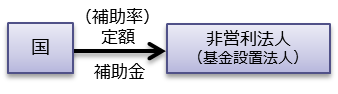 国
（補助率）
定額
補助金
非営利法人
（基金設置法人）